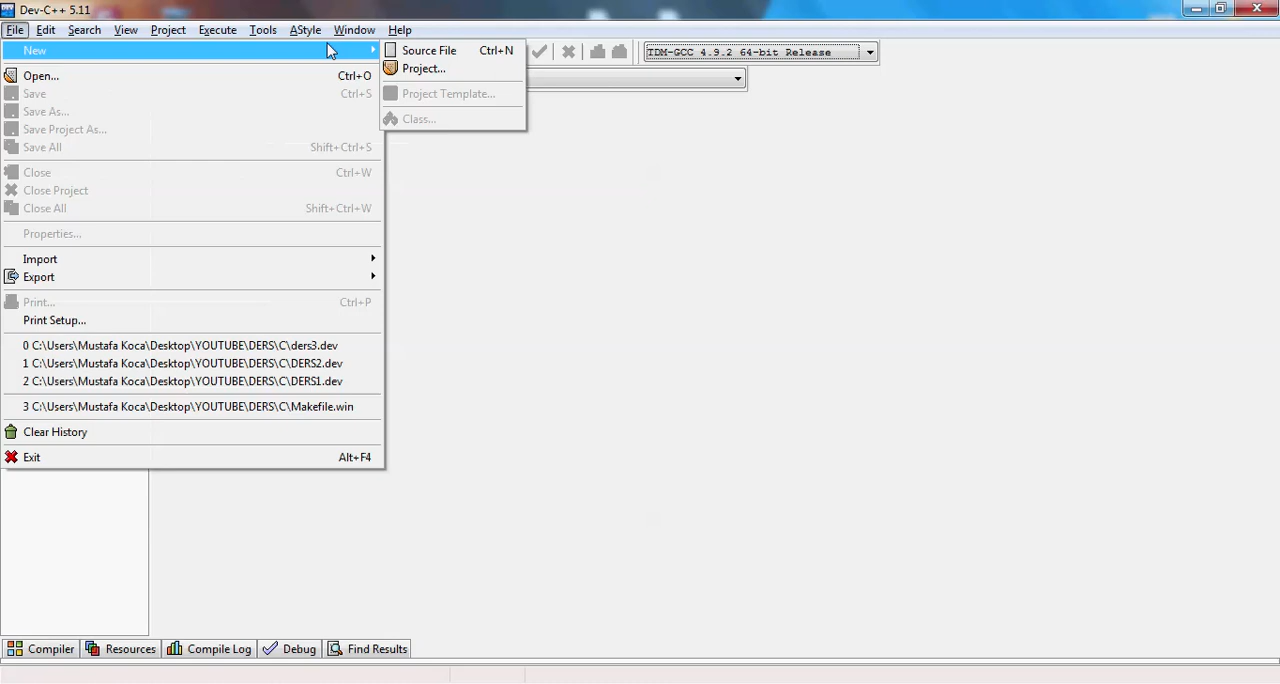 Dev-C++ 5.11
File Edit Search View Project Execute Tools AStyle Window Help
New
Source File Ctrl+N
TDM-GCC 4.9.2 64-bit Release
Project...
Open... Ctrl+O
Save Ctrl+S
Project Template...
Save As...
Class...
Save Project As...
Save All Shift+Ctrl+S
Close Ctrl+W
Close Project
Close All Shift+Ctrl+W
Properties...
Import
Export
Print... Ctrl+P
Print Setup...
0 C:\Users\Mustafa Koca\Desktop\YOUTUBE\DERS\C\ders3.dev
1 C:\Users\Mustafa Koca\Desktop\YOUTUBE\DERS\C\DERS2.dev
2 C:\Users\Mustafa Koca\Desktop\YOUTUBE\DERS\C\DERS1.dev
3 C:\Users\Mustafa Koca\Desktop\YOUTUBE\DERS\C\Makefile.win
Clear History
Exit Alt+F4
Compiler Resources Compile Log Debug Find Results